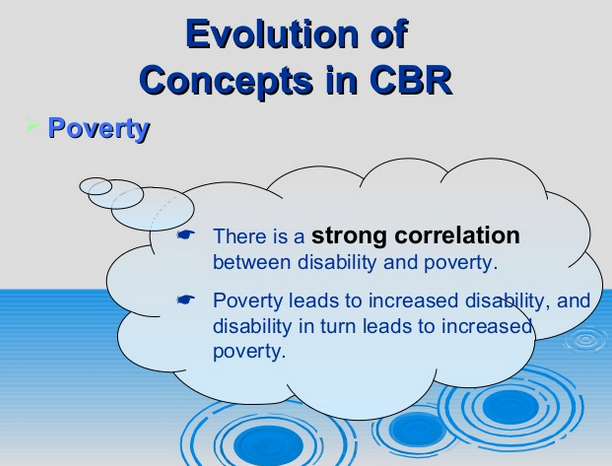 Evolution of
Concepts in CBR
Poverty
There is a strong correlation
between disability and poverty.
Poverty leads to increased disability, and
disability in turn leads to increased
poverty.